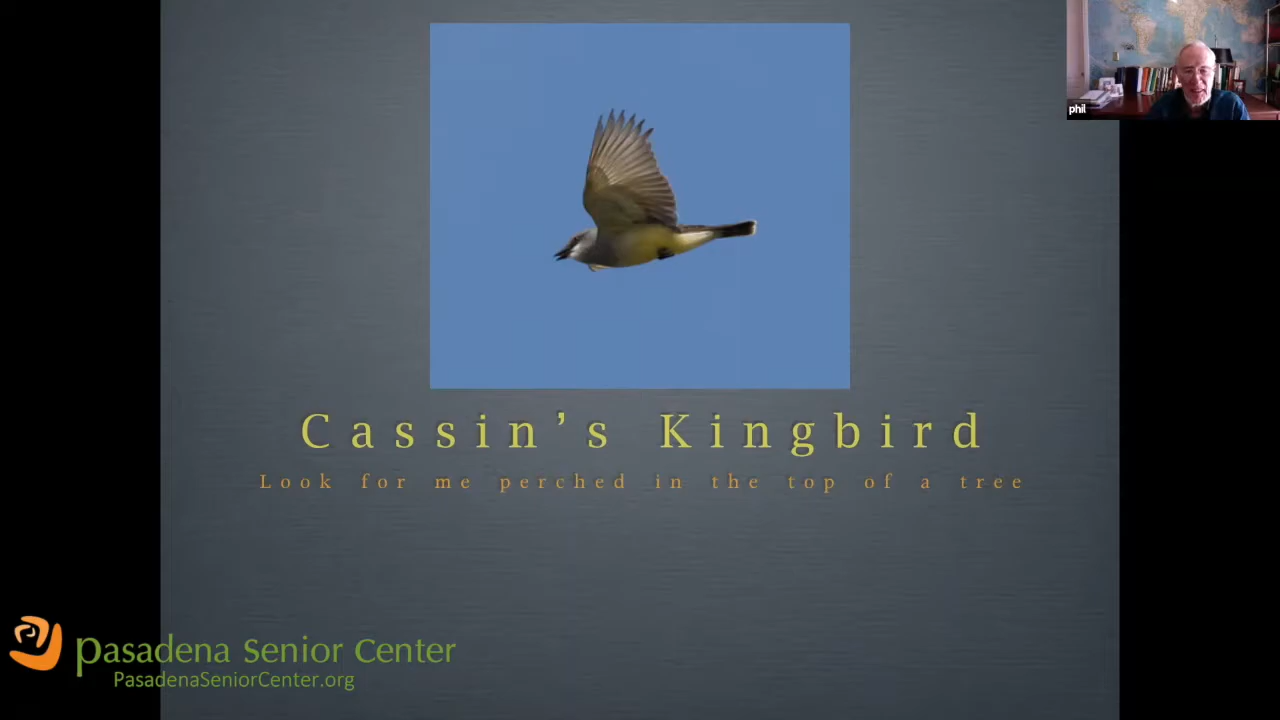 phil
Cassin's Kingbird
Look for me perched in the top of a tree
Pasadena Senior Center
PasadenaSeniorCenter.org